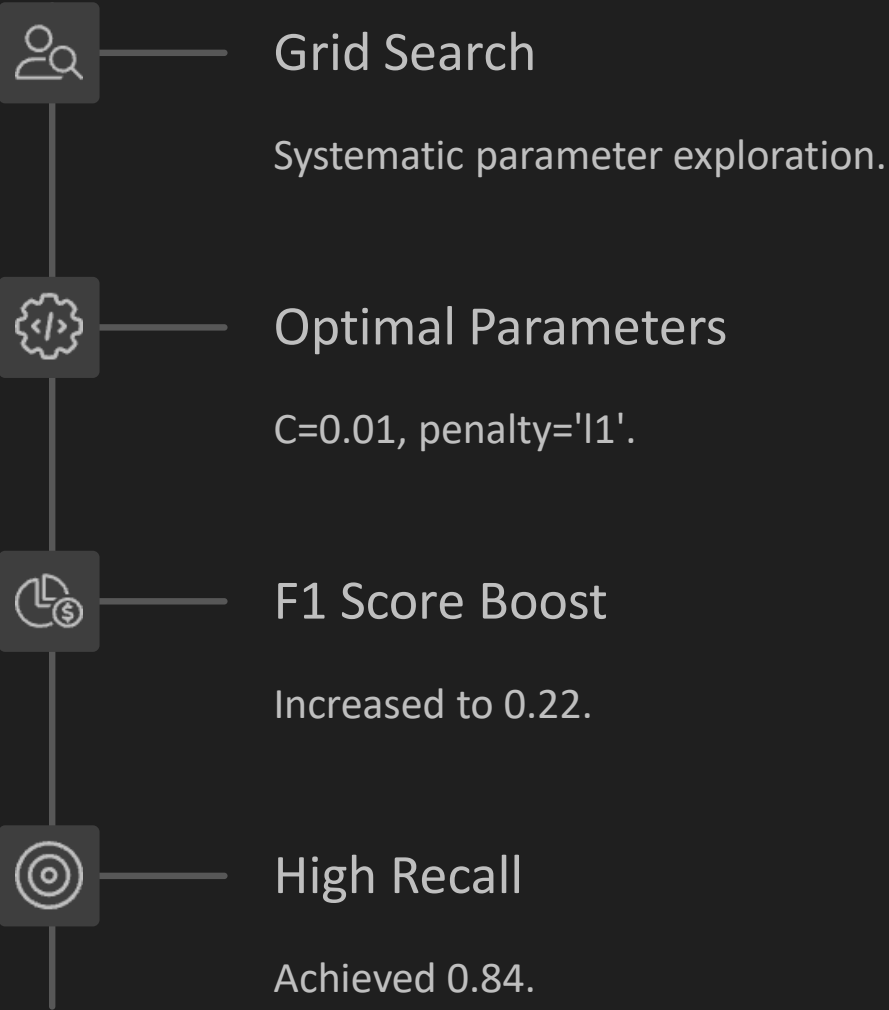 Grid Search
Systematic parameter exploration.
Optimal Parameters
C=0.01, penalty='l1'.
F1 Score Boost
Increased to 0.22.
High Recall
Achieved 0.84.